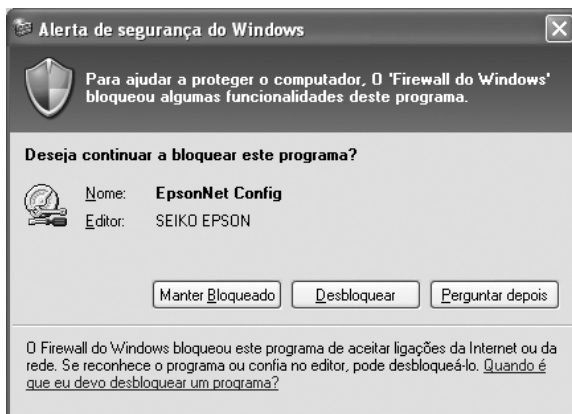 Alerta de segurança do Windows
Para ajudar a proteger o computador, O 'Firewall do Windows'
bloqueou algumas funcionalidades deste programa.
Deseja continuar a bloquear este programa?
Nome: EpsonNet Config
Editor: SEIKO EPSON
Manter Bloqueado Desbloquear Perguntar depois
O Firewall do Windows bloqueou este programa de aceitar ligações da Internet ou da
rede. Se reconhece o programa ou confia no editor, pode desbloqueá-lo. Quando é
que eu devo desbloquear um programa?